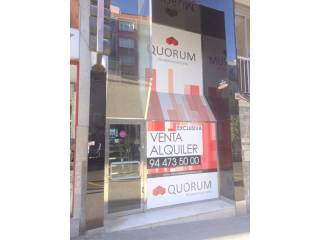 QUORUM
EXCLUSIVA
VENTA
ALQUILER
94 473 50 00
QUORUM